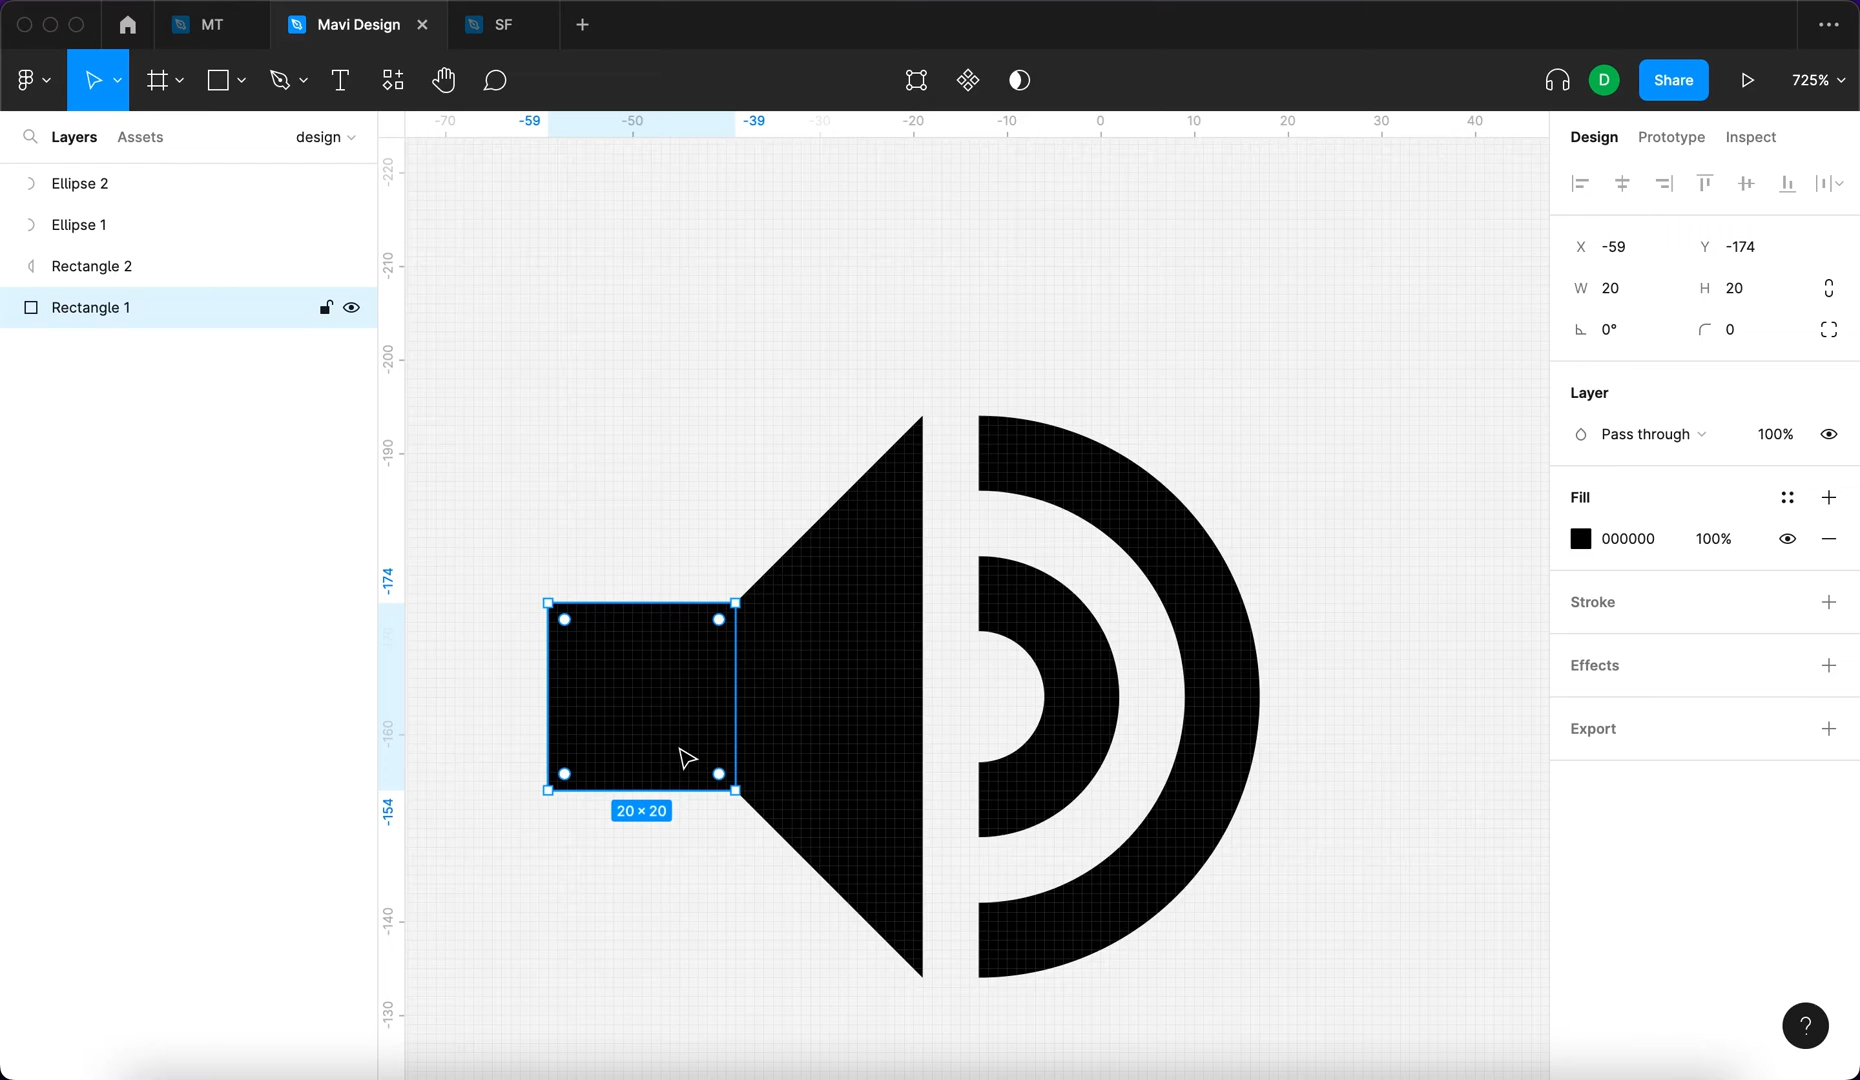 MT
Mavi Design
SF
Share
725%
Layers
Assets
design
Ellipse 2
Ellipse 1
Rectangle 2
Rectangle 1
-70
-59
-50
-39
-30
-20
-10
0
10
20
30
40
-220
-210
-200
-190
-174
-170
-160
-154
-140
-130
20 × 20
Design
Prototype
Inspect
X -59 Y -174
W 20 H 20
0° 0
Layer
Pass through 100%
Fill
000000 100%
Stroke
Effects
Export
D
?